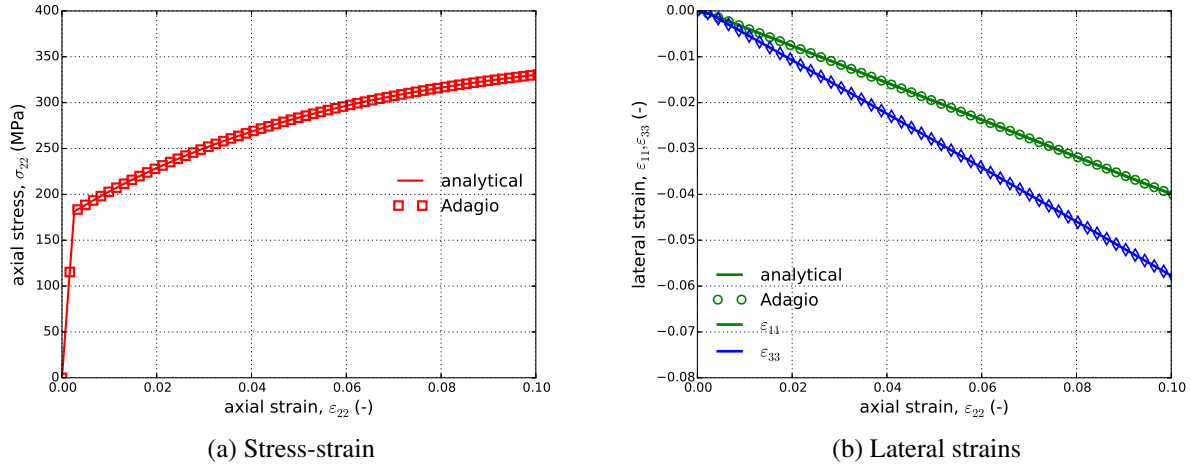 400
350
300
250
200
150
100
50
0
axial stress, σ22 (MPa)
analytical
Adagio
0.00 0.02 0.04 0.06 0.08 0.10
axial strain, ε22 (-)
(a) Stress-strain
0.00
−0.01
−0.02
−0.03
−0.04
−0.05
−0.06
−0.07
−0.08
lateral strain, ε11,ε33 (-)
analytical
Adagio
ε11
ε33
0.00 0.02 0.04 0.06 0.08 0.10
axial strain, ε22 (-)
(b) Lateral strains